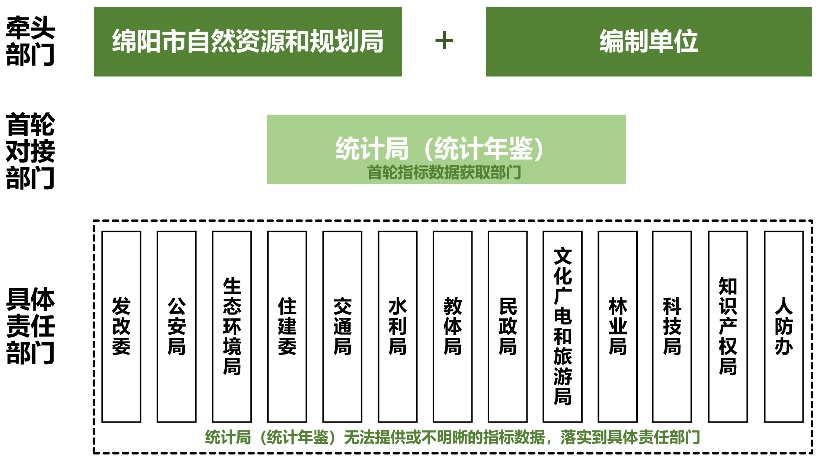 牵头
部门
绵阳市自然资源和规划局
+
编制单位
首轮
对接
部门
统计局（统计年鉴）
首轮指标数据获取部门
具体
责任
部门
发改委
公安局
生态环境局
住建委
交通局
水利局
教体局
民政局
文化广电和旅游局
林业局
科技局
知识产权局
人防办
统计局（统计年鉴）无法提供或不明晰的指标数据，落实到具体责任部门